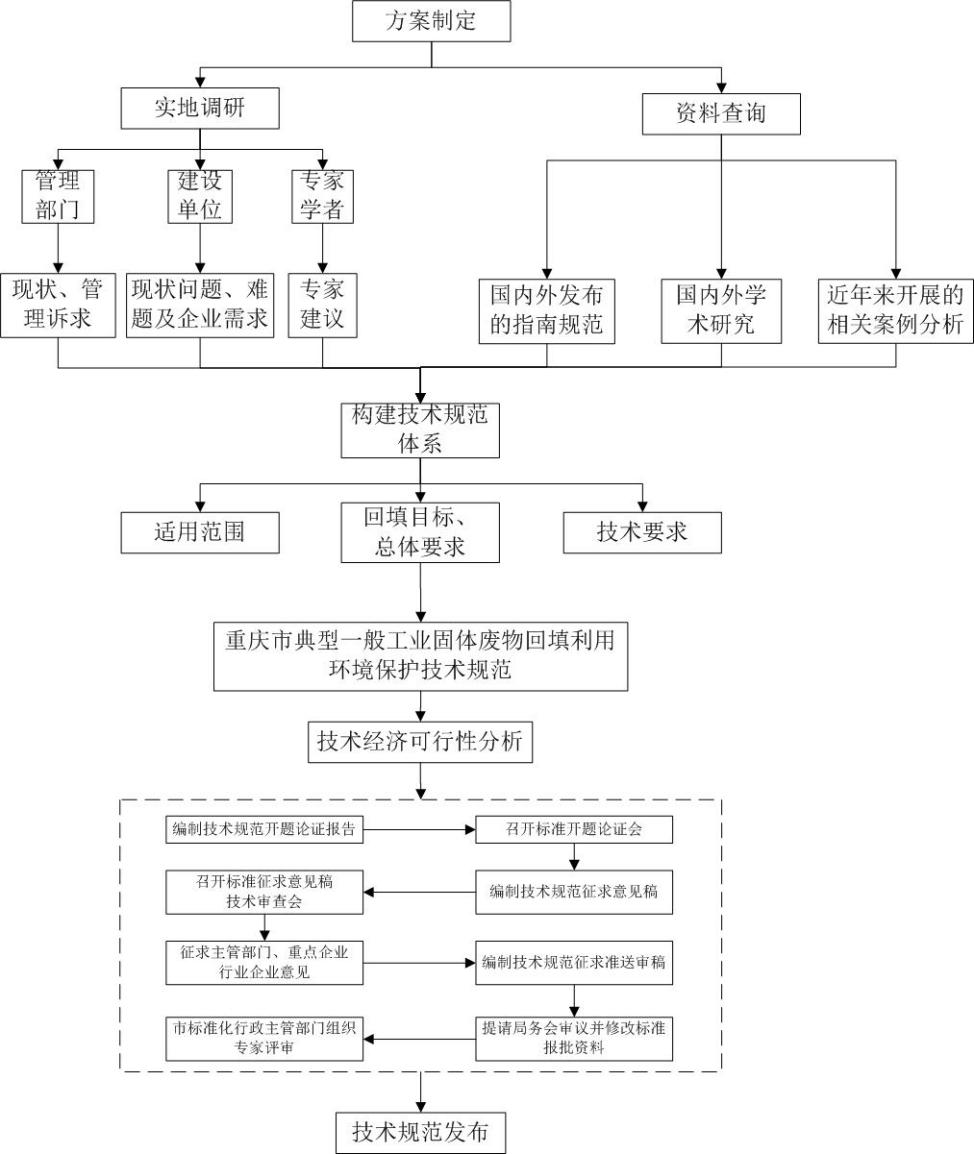 方案制定
实地调研
资料查询
管理
部门
建设
单位
专家
学者
现状、管
理诉求
现状问题、难
题及企业需求
专家
建议
国内外发布
的指南规范
国内外学
术研究
近年来开展的
相关案例分析
构建技术规范
体系
适用范围
回填目标、
总体要求
技术要求
重庆市典型一般工业固体废物回填利用
环境保护技术规范
技术经济可行性分析
编制技术规范开题论证报告
召开标准开题论证会
召开标准征求意见稿
技术审查会
编制技术规范征求意见稿
征求主管部门、重点企业
行业企业意见
编制技术规范征求准送审稿
市标准化行政主管部门组织
专家评审
提请局务会审议并修改标准
报批资料
技术规范发布